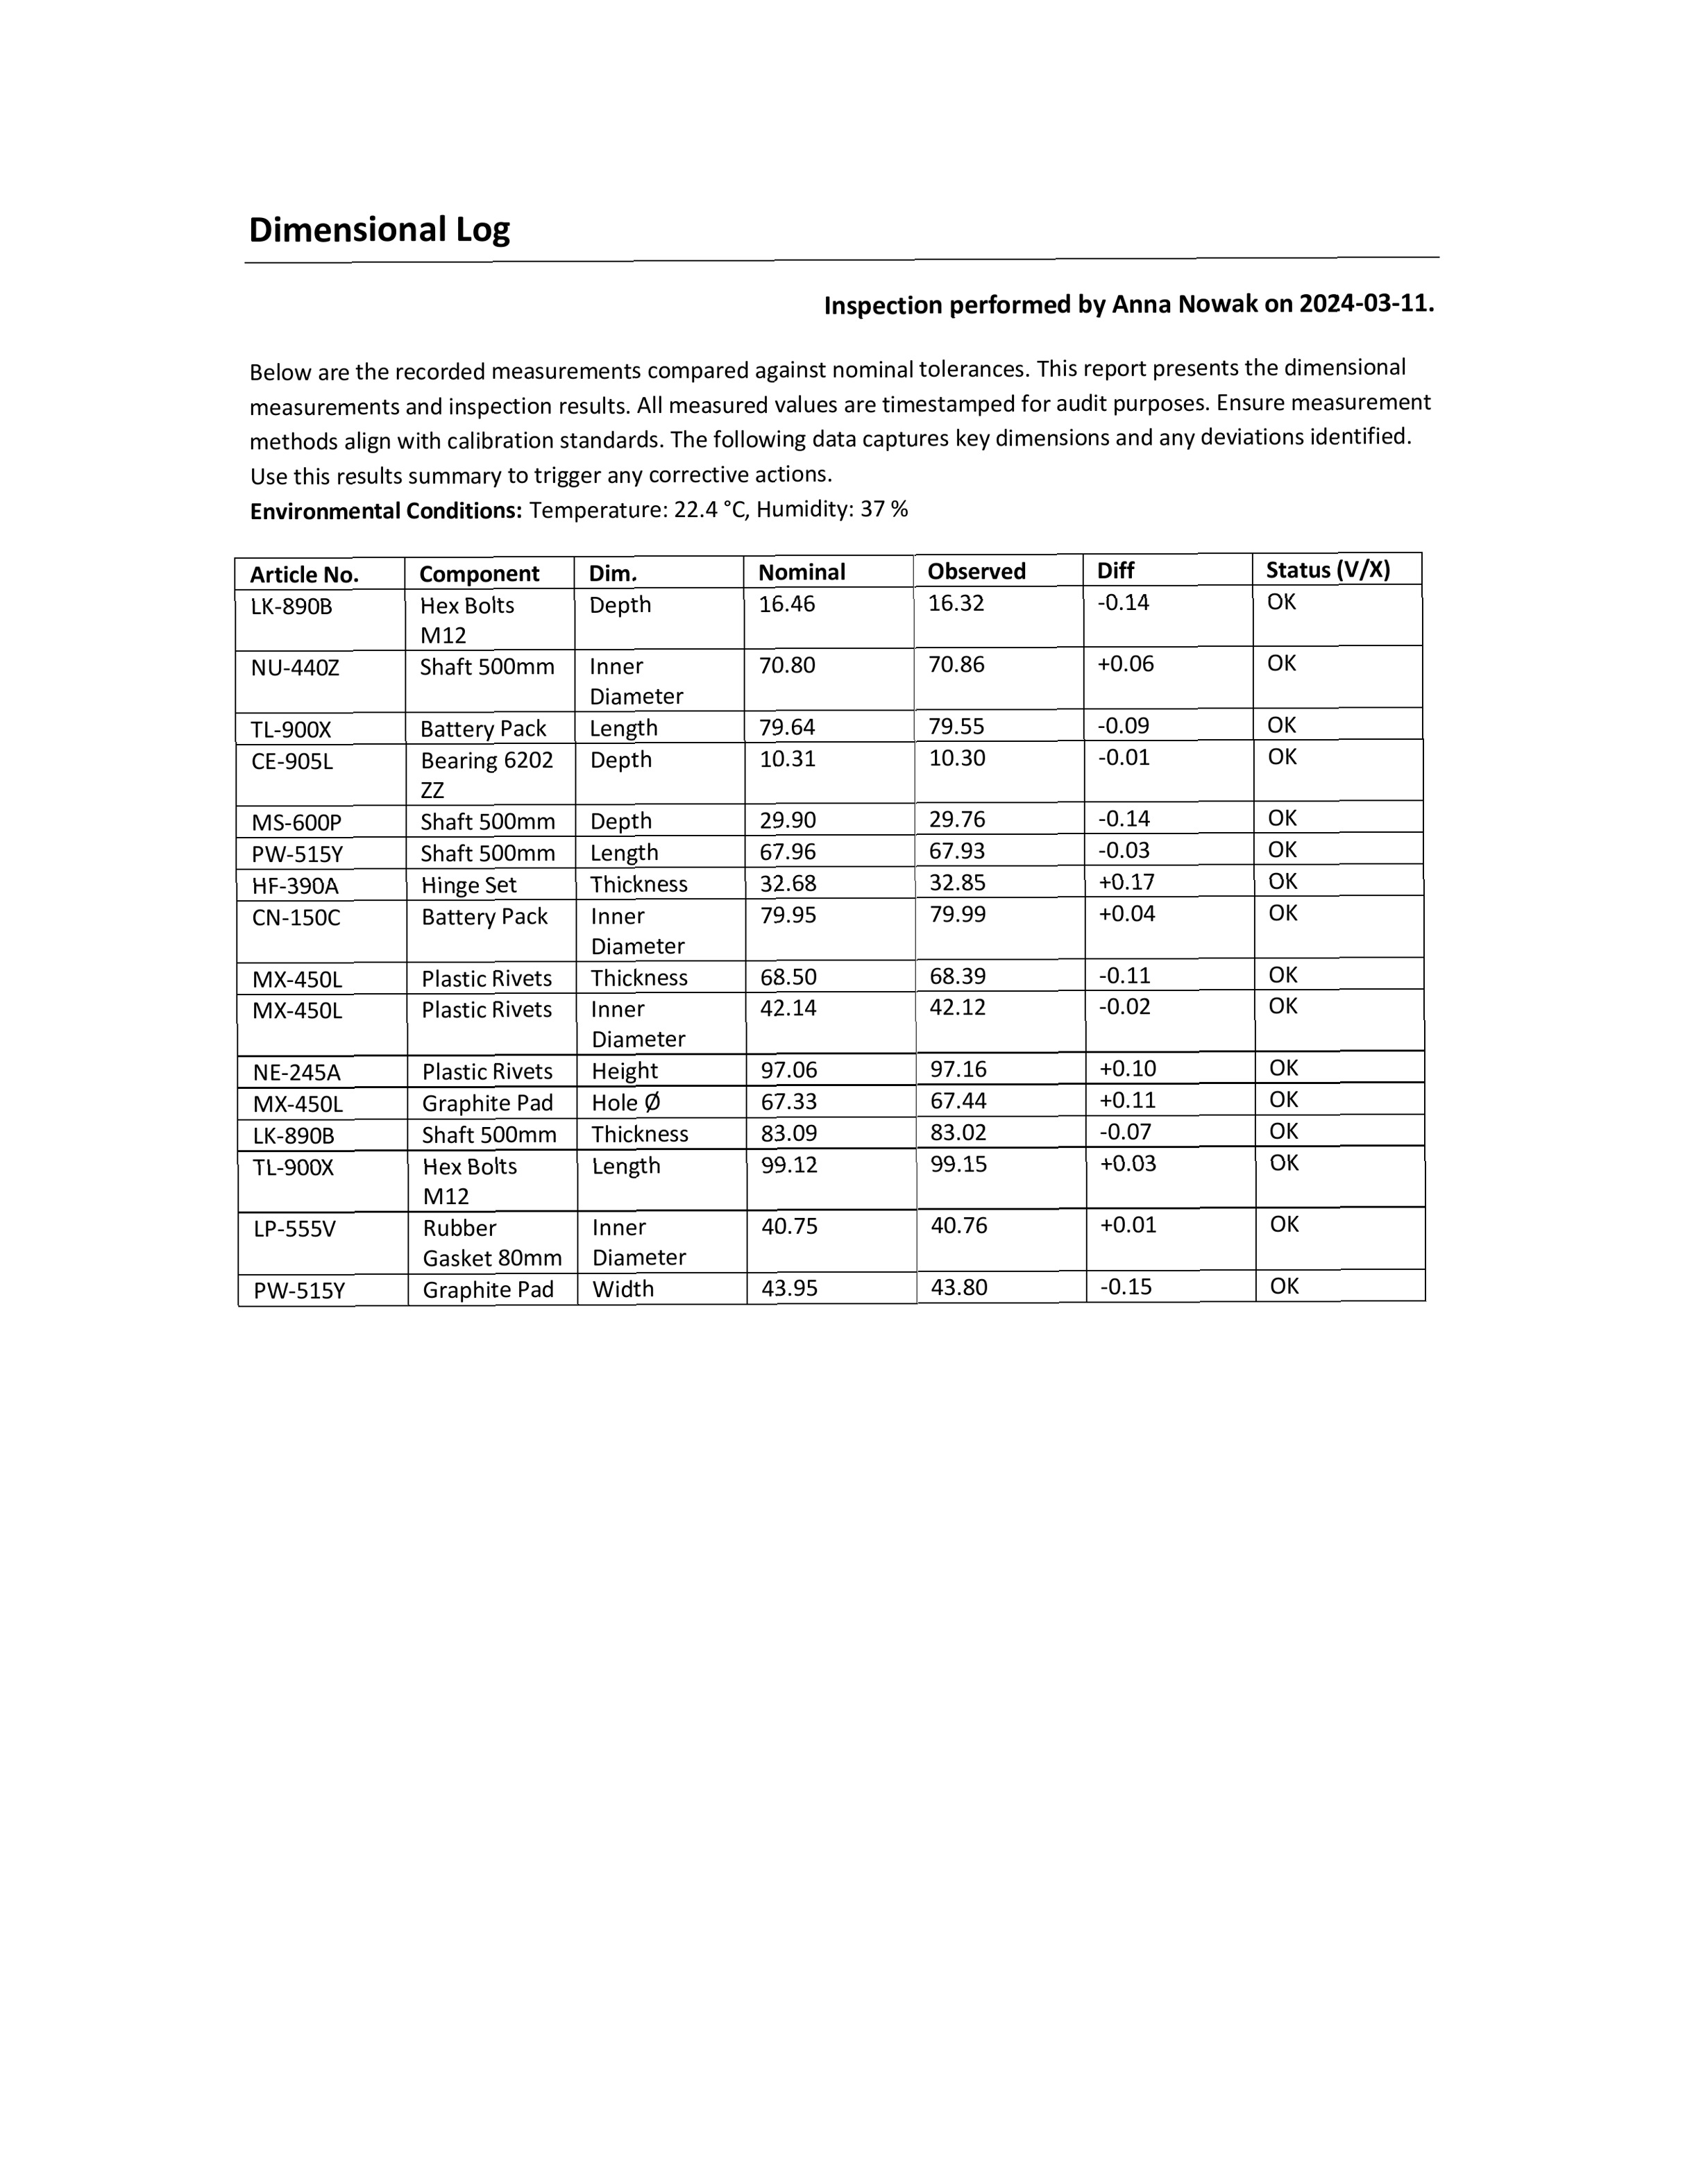 Dimensional Log
Inspection performed by Anna Nowak on 2024-03-11.
Below are the recorded measurements compared against nominal tolerances. This report presents the dimensional
measurements and inspection results. All measured values are timestamped for audit purposes. Ensure measurement
methods align with calibration standards. The following data captures key dimensions and any deviations identified.
Use this results summary to trigger any corrective actions.
Environmental Conditions: Temperature: 22.4 °C, Humidity: 37 %
Article No. Component Dim. Nominal Observed Diff Status (V/X)
LK-890B Hex Bolts Depth 16.46 16.32 -0.14 OK
M12
NU-440Z Shaft 500mm Inner 70.80 70.86 +0.06 OK
Diameter
TL-900X Battery Pack Length 79.64 79.55 -0.09 OK
CE-905L Bearing 6202 Depth 10.31 10.30 -0.01 OK
ZZ
MS-600P Shaft 500mm Depth 29.90 29.76 -0.14 OK
PW-515Y Shaft 500mm Length 67.96 67.93 -0.03 OK
HF-390A Hinge Set Thickness 32.68 32.85 +0.17 OK
CN-150C Battery Pack Inner 79.95 79.99 +0.04 OK
Diameter
MX-450L Plastic Rivets Thickness 68.50 68.39 -0.11 OK
MX-450L Plastic Rivets Inner 42.14 42.12 -0.02 OK
Diameter
NE-245A Plastic Rivets Height 97.06 97.16 +0.10 OK
MX-450L Graphite Pad Hole Ø 67.33 67.44 +0.11 OK
LK-890B Shaft 500mm Thickness 83.09 83.02 -0.07 OK
TL-900X Hex Bolts Length 99.12 99.15 +0.03 OK
M12
LP-555V Rubber Inner 40.75 40.76 +0.01 OK
Gasket 80mm Diameter
PW-515Y Graphite Pad Width 43.95 43.80 -0.15 OK